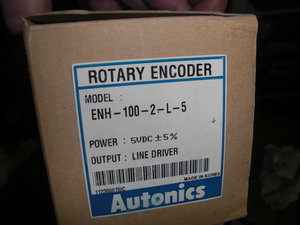 ROTARY ENCODER
MODEL :
ENH-100-2-L-5
POWER : 5VDC ±5%
OUTPUT : LINE DRIVER
MADE IN KOREA
Autonics